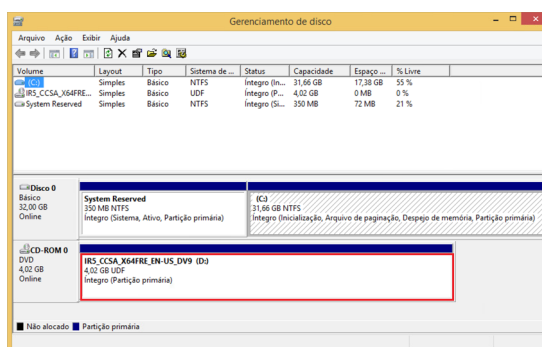 Gerenciamento de disco
Arquivo Ação Exibir Ajuda
Volume Layout Tipo Sistema de ... Status Capacidade Espaço ... % Livre
(C:) Simples Básico NTFS Íntegro (In... 31,66 GB 17,38 GB 55 %
IR5_CCSA_X64FRE... Simples Básico UDF Íntegro (P... 4,02 GB 0 MB 0 %
System Reserved Simples Básico NTFS Íntegro (Si... 350 MB 72 MB 21 %
Disco 0
Básico
32,00 GB
Online
System Reserved
350 MB NTFS
Íntegro (Sistema, Ativo, Partição primária)
(C:)
31,66 GB NTFS
Íntegro (Inicialização, Arquivo de paginação, Despejo de memória, Partição primária)
CD-ROM 0
DVD
4,02 GB
Online
IR5_CCSA_X64FRE_EN-US_DV9 (D:)
4,02 GB UDF
Íntegro (Partição primária)
Não alocado Partição primária